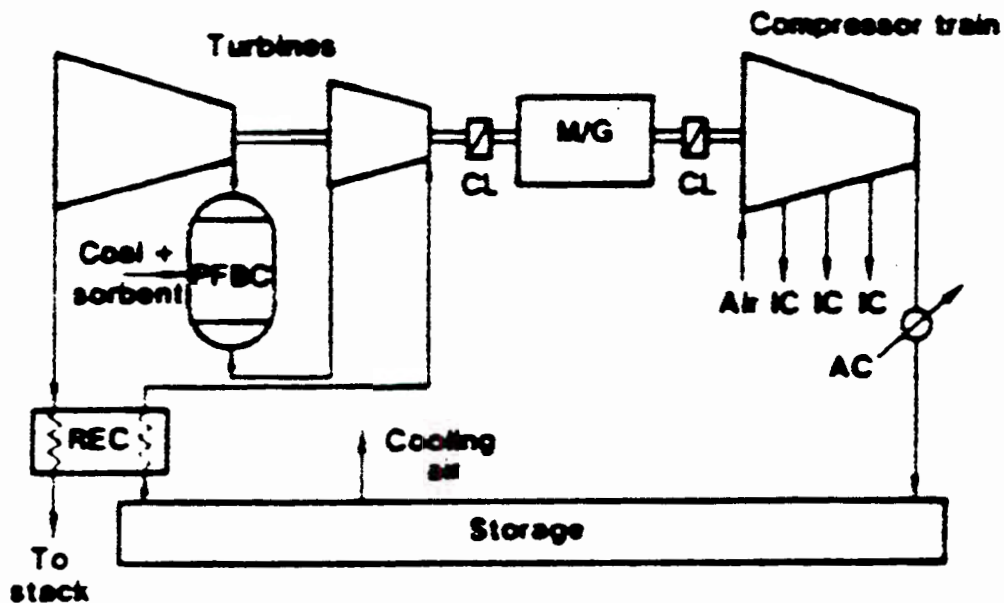 Turbines
Compressor train
M/G
CL
CL
Coal +
sorbent
PFBC
Air IC IC IC
AC
REC
Cooling
air
Storage
To
stack